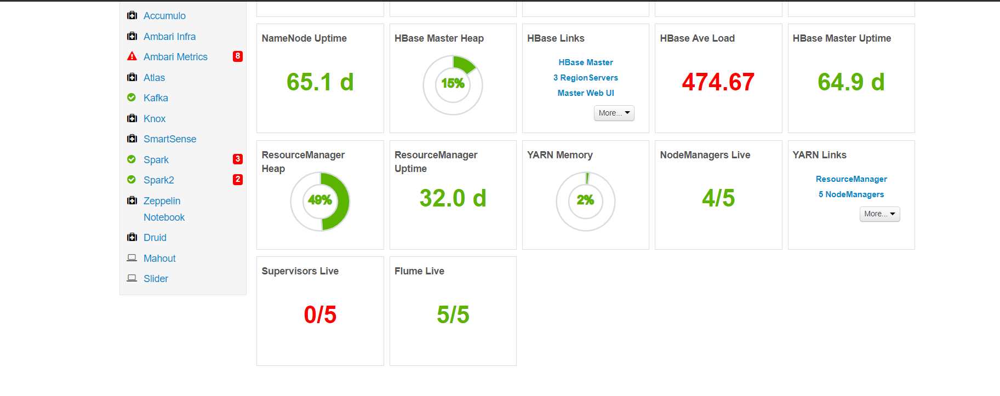 Accumulo
Ambari Infra
Ambari Metrics 8
Atlas
Kafka
Knox
SmartSense
Spark 3
Spark2 2
Zeppelin
Notebook
Druid
Mahout
Slider
NameNode Uptime
65.1 d
HBase Master Heap
15%
HBase Links
HBase Master
3 RegionServers
Master Web UI
More...
HBase Ave Load
474.67
HBase Master Uptime
64.9 d
ResourceManager
Heap
49%
ResourceManager
Uptime
32.0 d
YARN Memory
2%
NodeManagers Live
4/5
YARN Links
ResourceManager
5 NodeManagers
More...
Supervisors Live
0/5
Flume Live
5/5